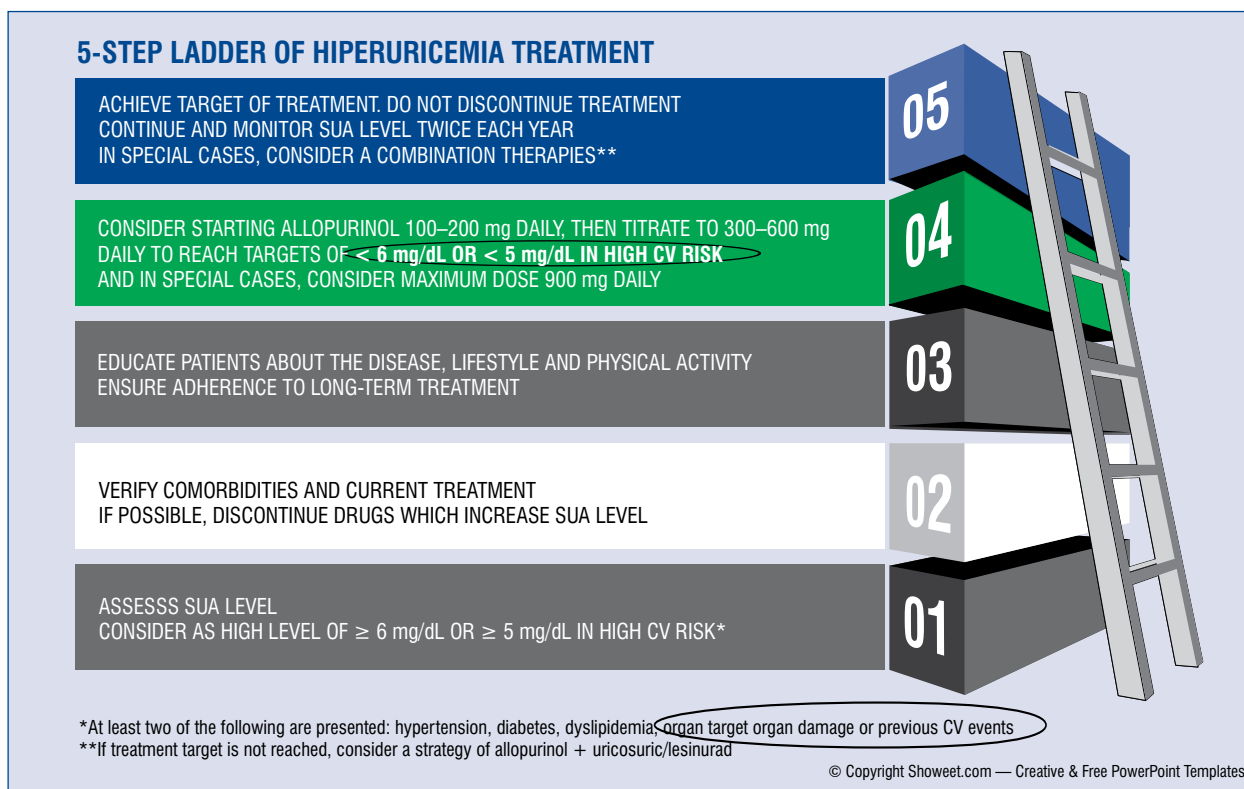 5-STEP LADDER OF HIPERURICEMIA TREATMENT
ACHIEVE TARGET OF TREATMENT. DO NOT DISCONTINUE TREATMENT
CONTINUE AND MONITOR SUA LEVEL TWICE EACH YEAR
IN SPECIAL CASES, CONSIDER A COMBINATION THERAPIES**
05
CONSIDER STARTING ALLOPURINOL 100–200 mg DAILY, THEN TITRATE TO 300–600 mg
DAILY TO REACH TARGETS OF < 6 mg/dL OR < 5 mg/dL IN HIGH CV RISK
AND IN SPECIAL CASES, CONSIDER MAXIMUM DOSE 900 mg DAILY
04
EDUCATE PATIENTS ABOUT THE DISEASE, LIFESTYLE AND PHYSICAL ACTIVITY
ENSURE ADHERENCE TO LONG-TERM TREATMENT
03
VERIFY COMORBIDITIES AND CURRENT TREATMENT
IF POSSIBLE, DISCONTINUE DRUGS WHICH INCREASE SUA LEVEL
02
ASSESSS SUA LEVEL
CONSIDER AS HIGH LEVEL OF ≥ 6 mg/dL OR ≥ 5 mg/dL IN HIGH CV RISK*
01
*At least two of the following are presented: hypertension, diabetes, dyslipidemia, organ target organ damage or previous CV events
**If treatment target is not reached, consider a strategy of allopurinol + uricosuric/lesinurad
© Copyright Showeet.com — Creative & Free PowerPoint Templates